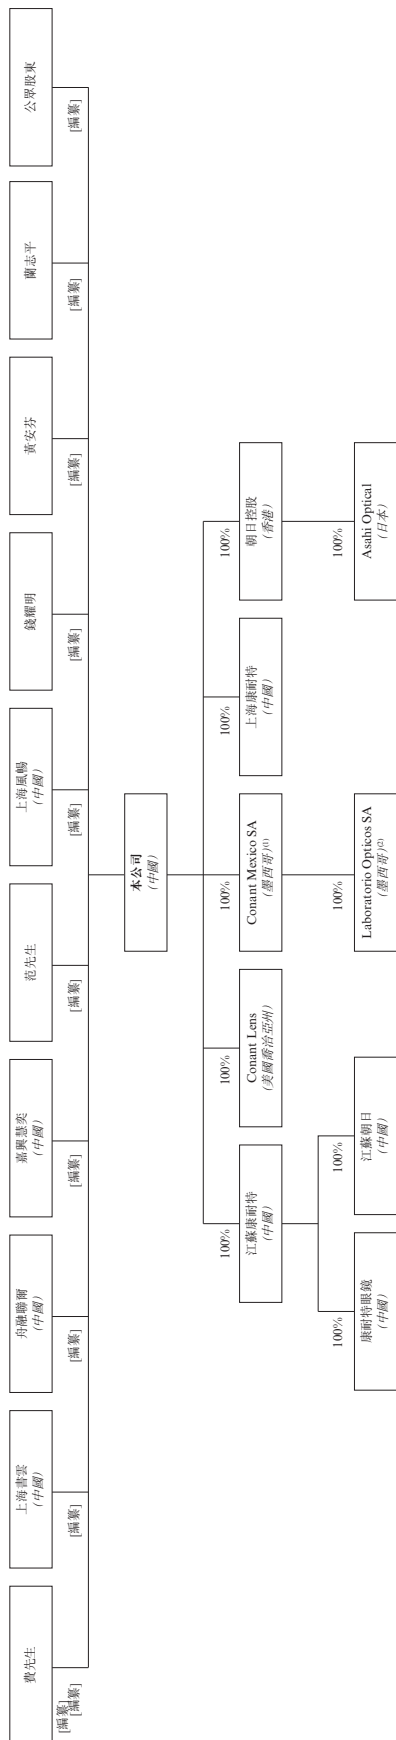 費先生
上海書雲
(中國)
舟融聯爾
(中國)
嘉興慧奕
(中國)
范先生
上海風暢
(中國)
錢耀明
黃安芬
蘭志平
公眾股東
[編纂]
[編纂]
[編纂]
[編纂]
[編纂]
[編纂]
[編纂]
[編纂]
[編纂]
[編纂]
[編纂]
本公司
(中國)
100%
100%
100%
100%
100%
江蘇康耐特
(中國)
Conant Lens
(美國喬治亞州)
Conant Mexico SA
(墨西哥)(1)
上海康耐特
(中國)
朝日控股
(香港)
100%
100%
100%
100%
康耐特眼鏡
(中國)
江蘇朝日
(中國)
Laboratorio Opticos SA
(墨西哥)(2)
Asahi Optical
(日本)